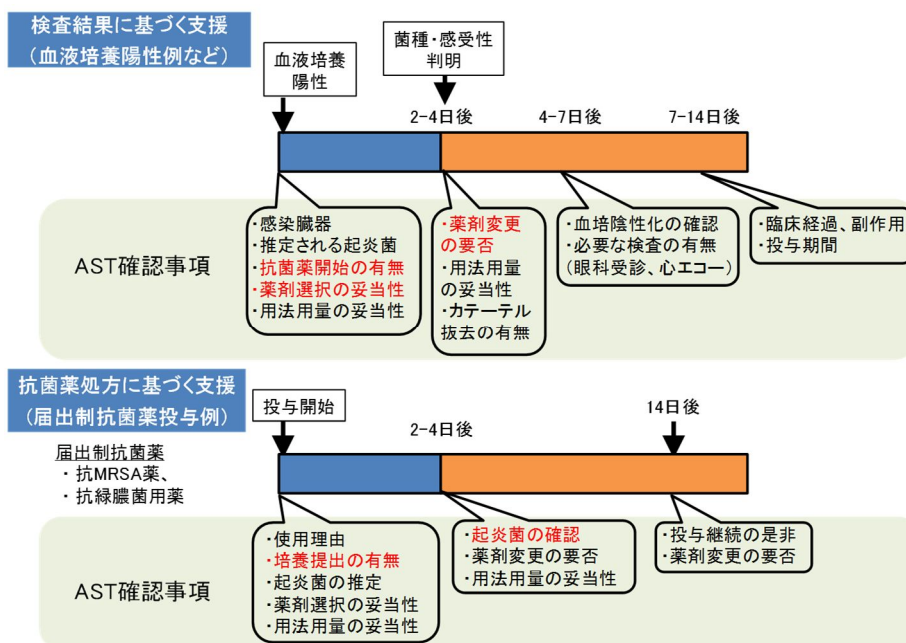 検査結果に基づく支援
(血液培養陽性例など)
血液培養
陽性
菌種・感受性
判明
2-4日後
4-7日後
7-14日後
AST確認事項
・感染臓器
・推定される起炎菌
・抗菌薬開始の有無
・薬剤選択の妥当性
・用法用量の妥当性
・薬剤変更
の要否
・用法用量
の妥当性
・カテーテル
抜去の有無
・血培陰性化の確認
・必要な検査の有無
(眼科受診、心エコー)
・臨床経過、副作用
・投与期間
抗菌薬処方に基づく支援
(届出制抗菌薬投与例)
投与開始
2-4日後
14日後
届出制抗菌薬
・抗MRSA薬、
・抗緑膿菌用薬
AST確認事項
・使用理由
・培養提出の有無
・起炎菌の推定
・薬剤選択の妥当性
・用法用量の妥当性
・起炎菌の確認
・薬剤変更の要否
・用法用量の妥当性
・投与継続の是非
・薬剤変更の要否